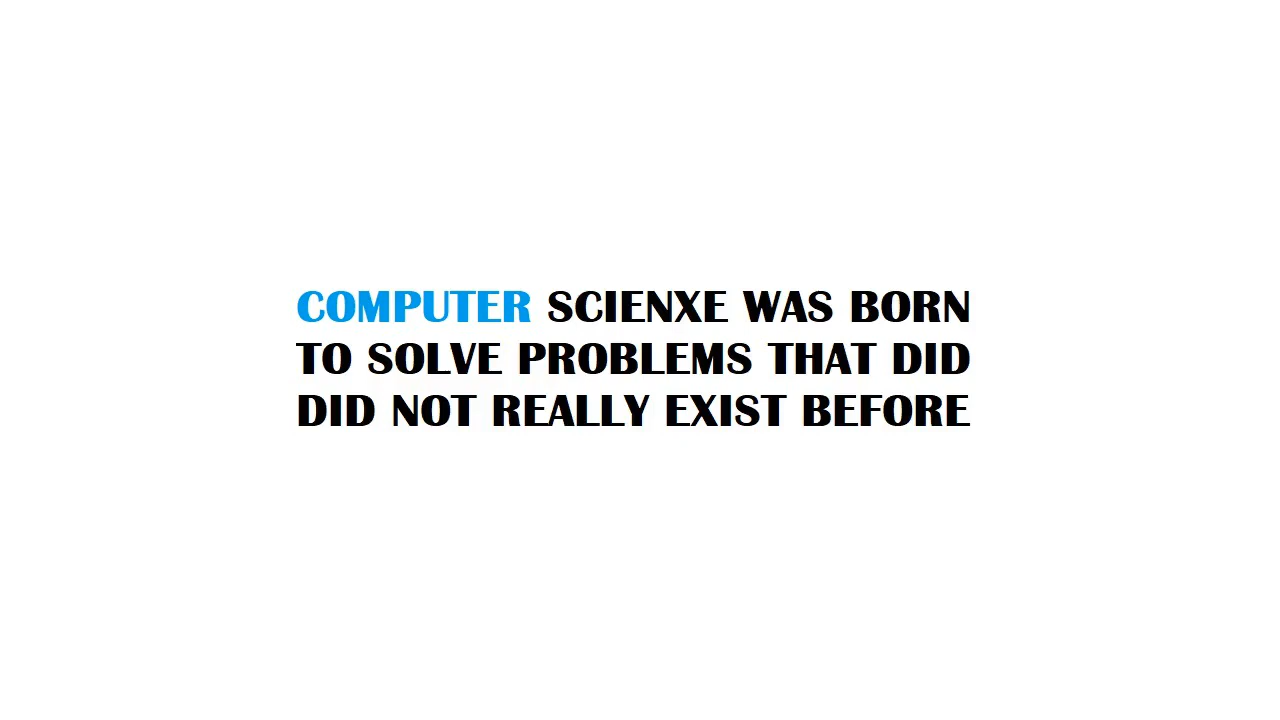 COMPUTER SCIENXE WAS BORN
TO SOLVE PROBLEMS THAT DID
DID NOT REALLY EXIST BEFORE